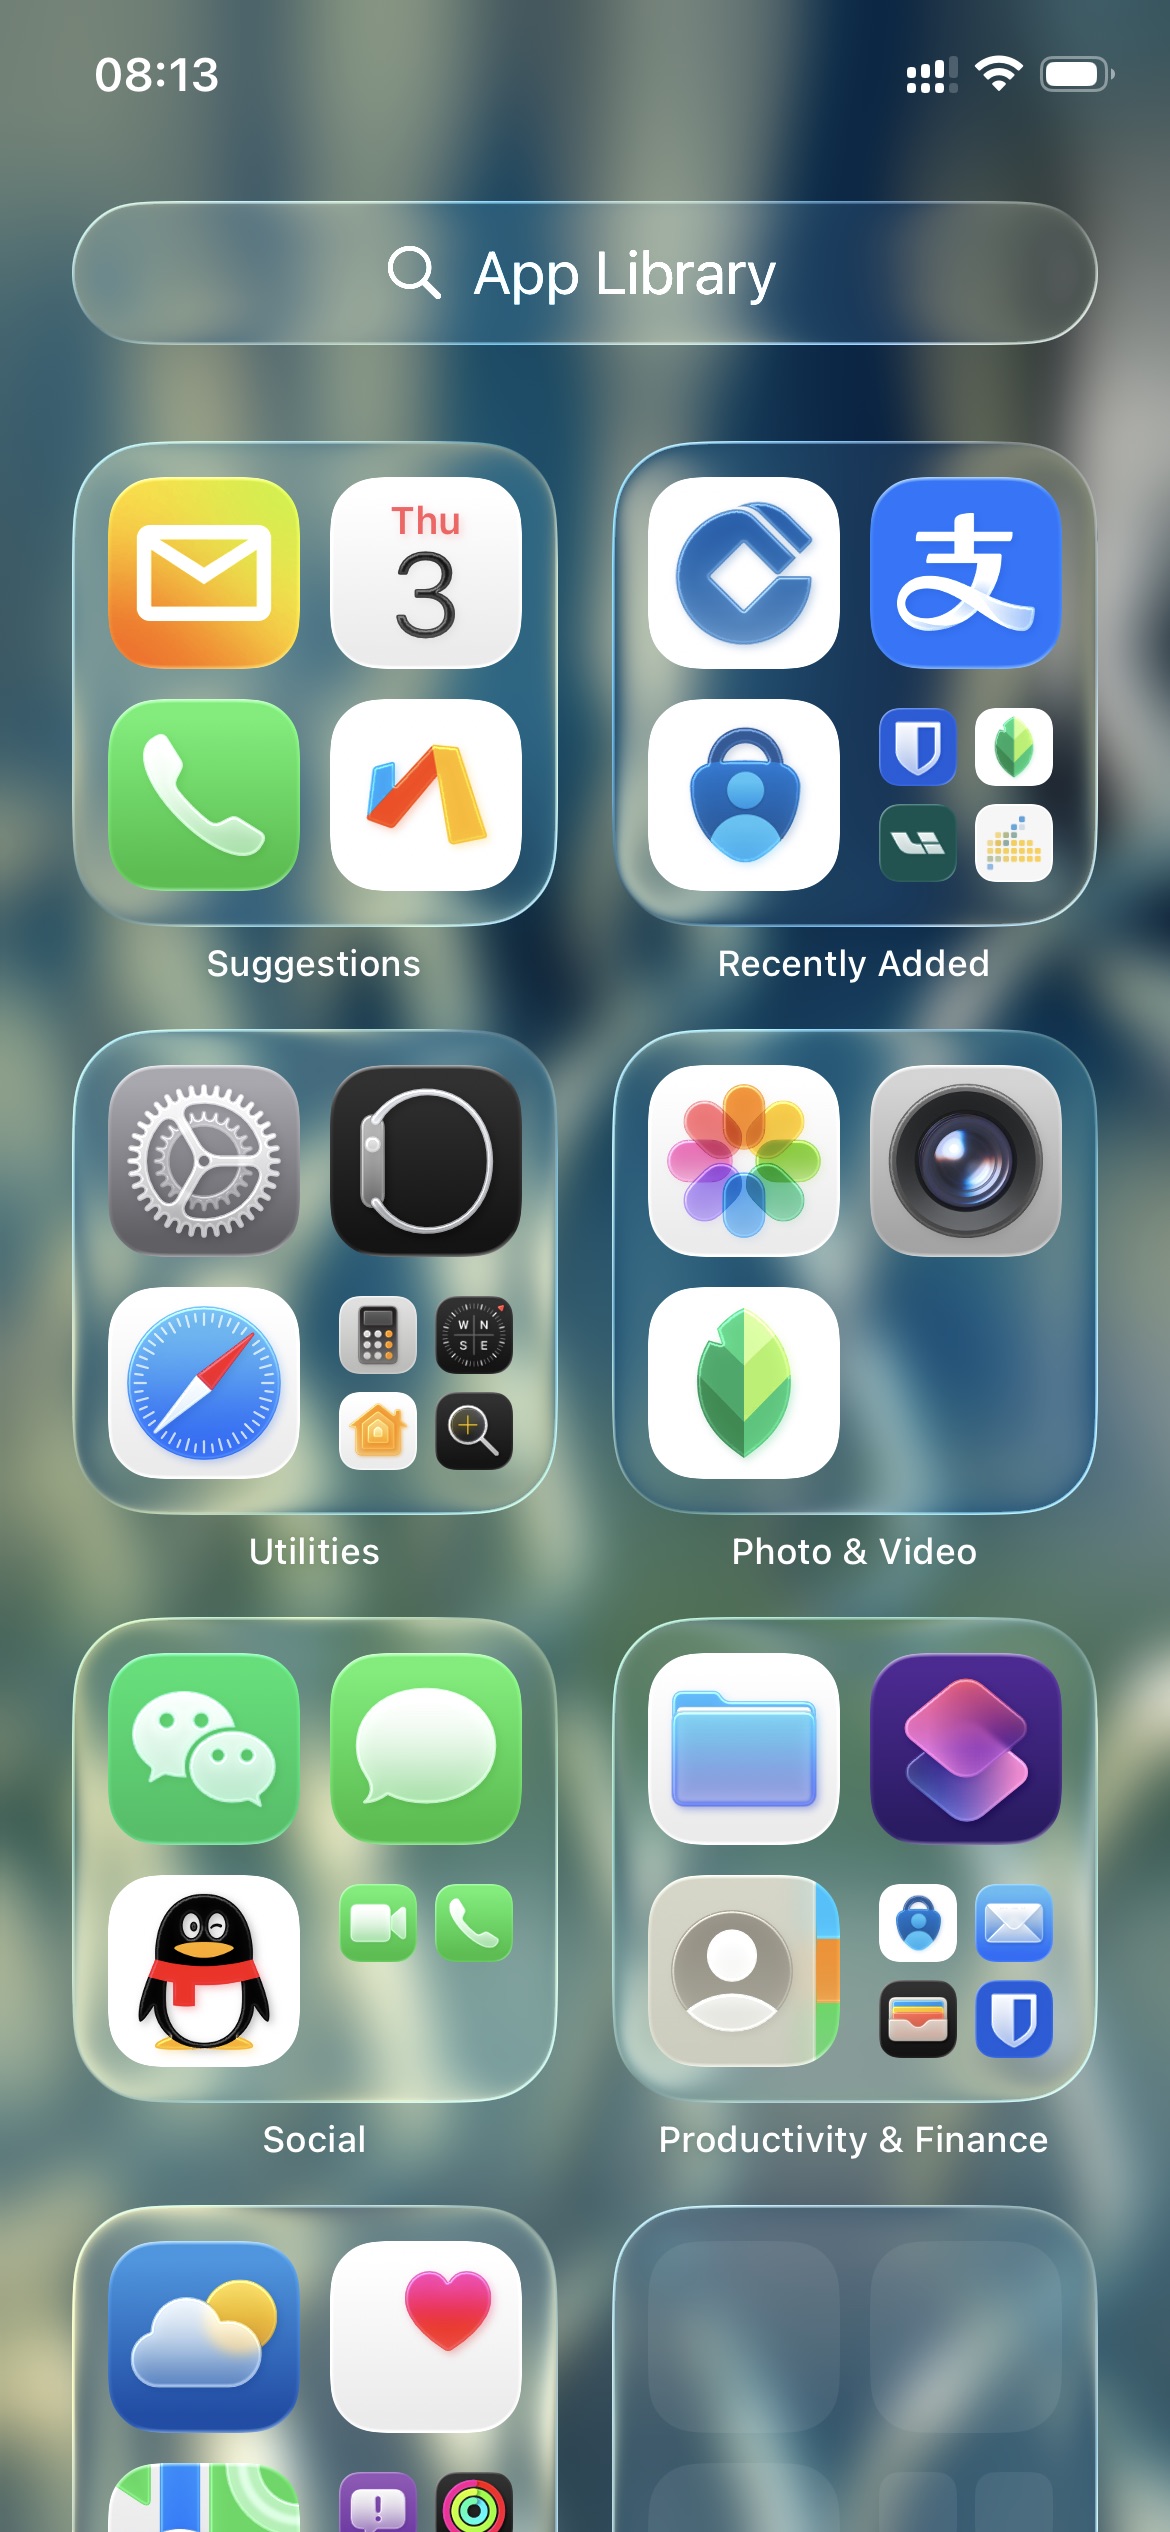 08:13
App Library
Thu
3
支
Suggestions
Recently Added
W N
S E
Utilities
Photo & Video
Social
Productivity & Finance